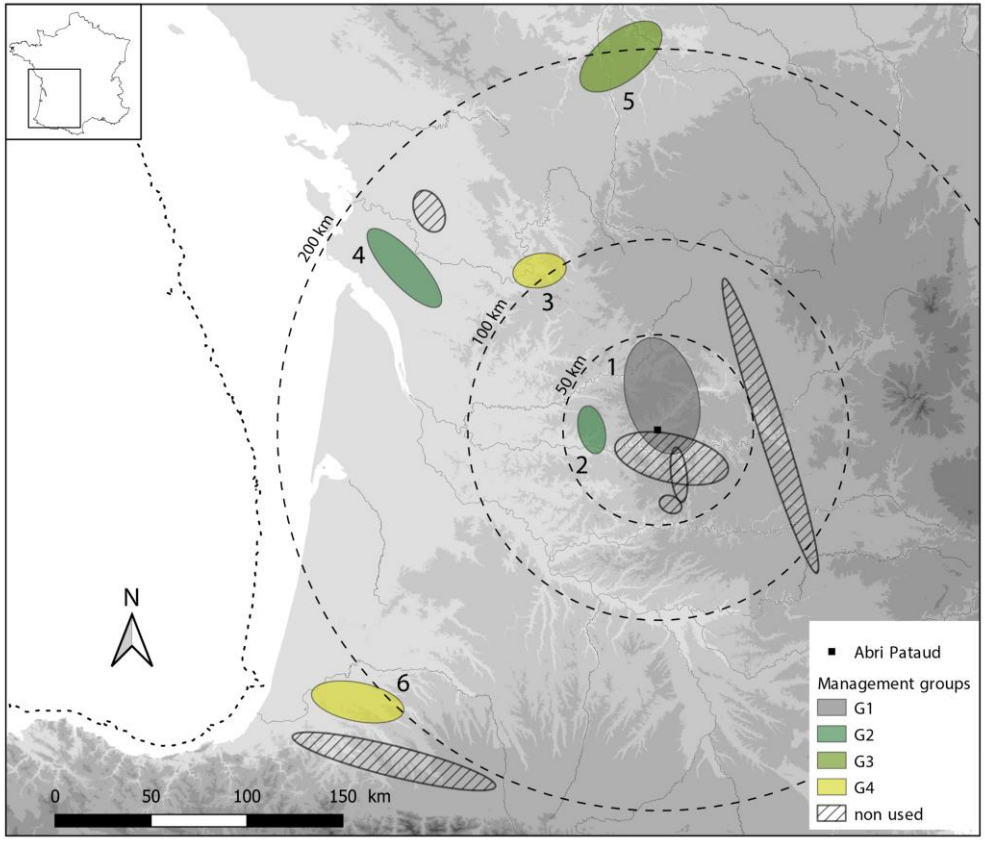 5
200 km
4
3
100 km
1
50 km
2
N
6
0 50 100 150 km
Abri Pataud
Management groups
G1
G2
G3
G4
non used